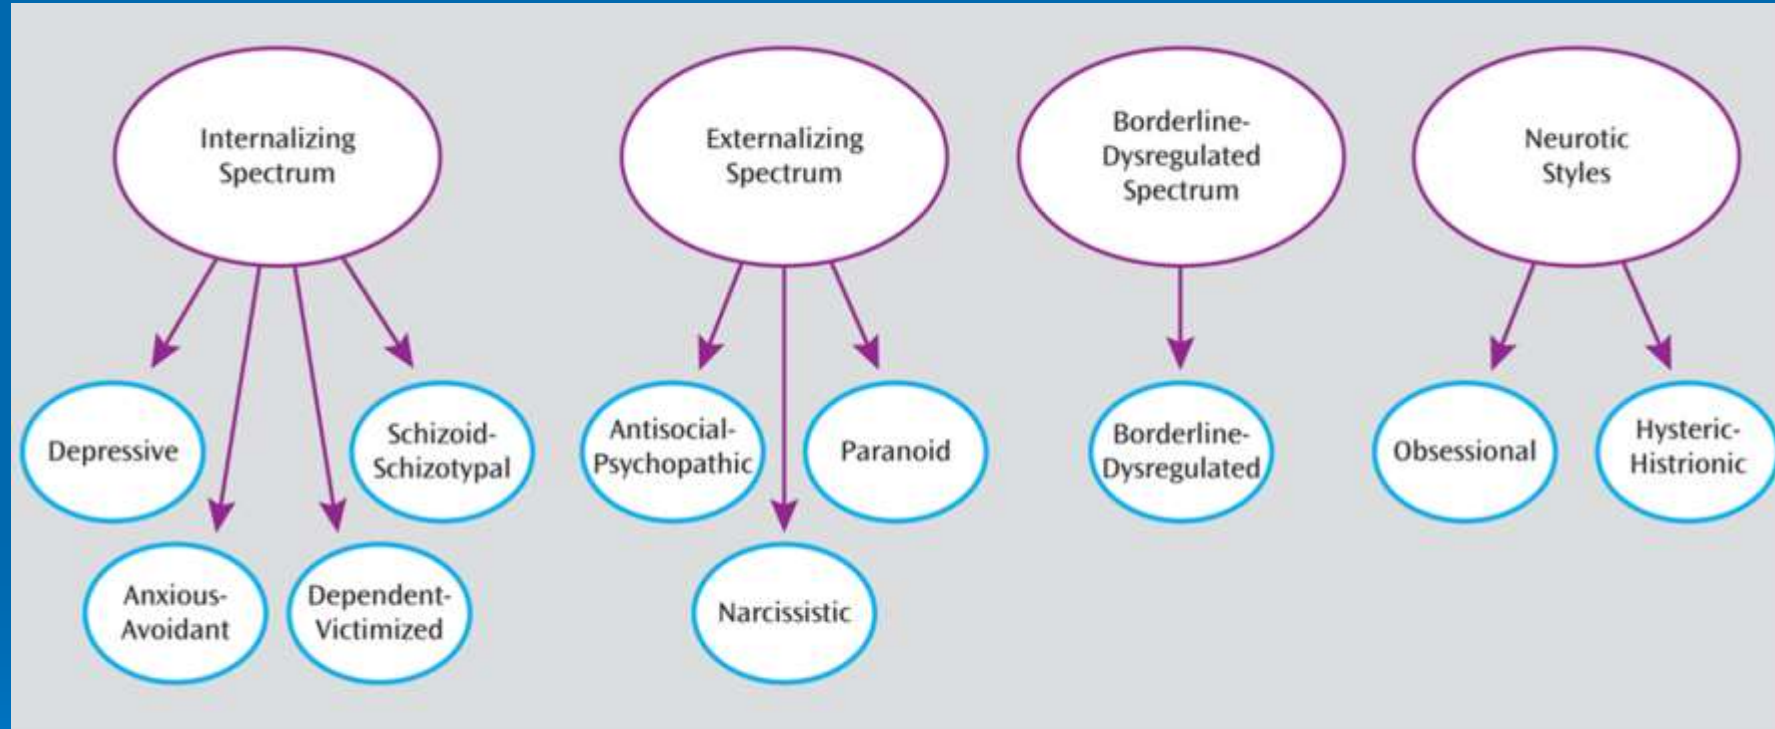 Internalizing
Spectrum
Externalizing
Spectrum
Borderline-
Dysregulated
Spectrum
Neurotic
Styles
Depressive
Schizoid-
Schizotypal
Antisocial-
Psychopathic
Paranoid
Borderline-
Dysregulated
Obsessional
Hysteric-
Histrionic
Anxious-
Avoidant
Dependent-
Victimized
Narcissistic